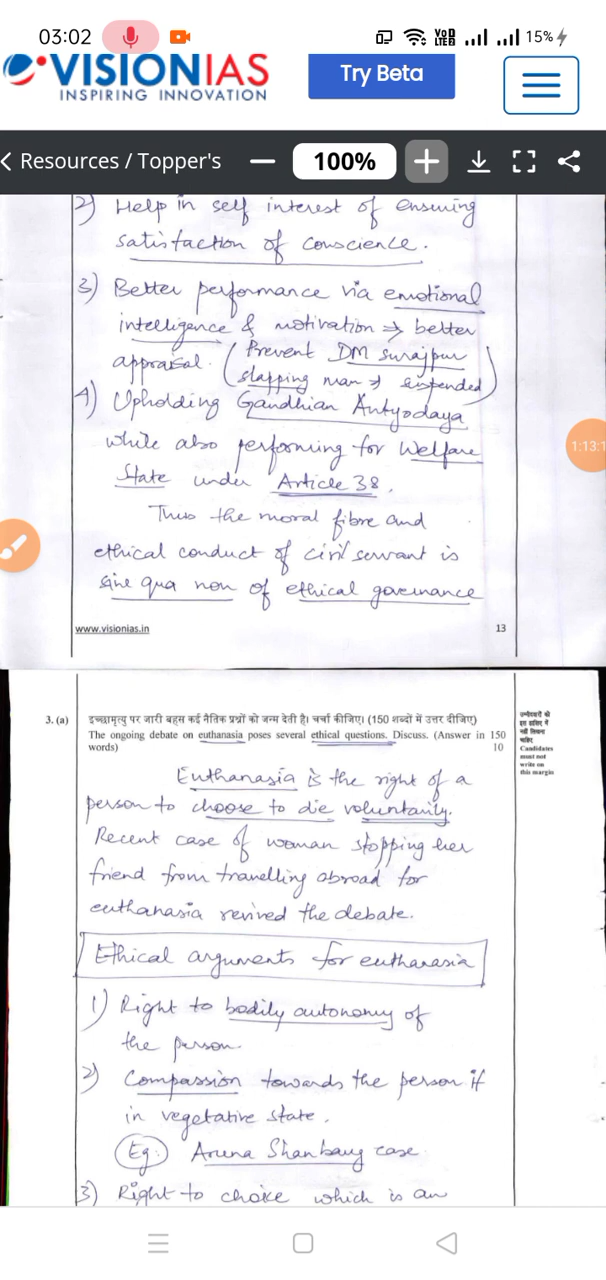 03:02
VoD LTE2
15%
VISIONIAS
INSPIRING INNOVATION
Try Beta
Resources / Topper's
100%
2) Help in self interest of ensuring
satisfaction of conscience.
3) Better performance via emotional
intelligence & motivation ⇒ better
appraisal. (Prevent DM Surajpur
slapping man ⇒ suspended)
4) Upholding Gandhian Antyodaya
while also performing for Welfare
State under Article 38.
1:13:1
Thus the moral fibre and
ethical conduct of civil servant is
sine qua non of ethical governance
www.visionias.in
13
3. (a) इच्छामृत्यु पर जारी बहस कई नैतिक प्रश्नों को जन्म देती है। चर्चा कीजिए। (150 शब्दों में उत्तर दीजिए)
The ongoing debate on euthanasia poses several ethical questions. Discuss. (Answer in 150
words) 10
उम्मीदवारों को
इस हाशिए में
नहीं लिखना
चाहिए
Candidates
must not
write on
this margin
Euthanasia is the right of a
person to choose to die voluntarily.
Recent case of woman stopping her
friend from travelling abroad for
euthanasia revived the debate.
Ethical arguments for euthanasia
1) Right to bodily autonomy of
the person.
2) Compassion towards the person if
in vegetative state.
Eg. Aruna Shanbaug case
3) Right to choice which is an